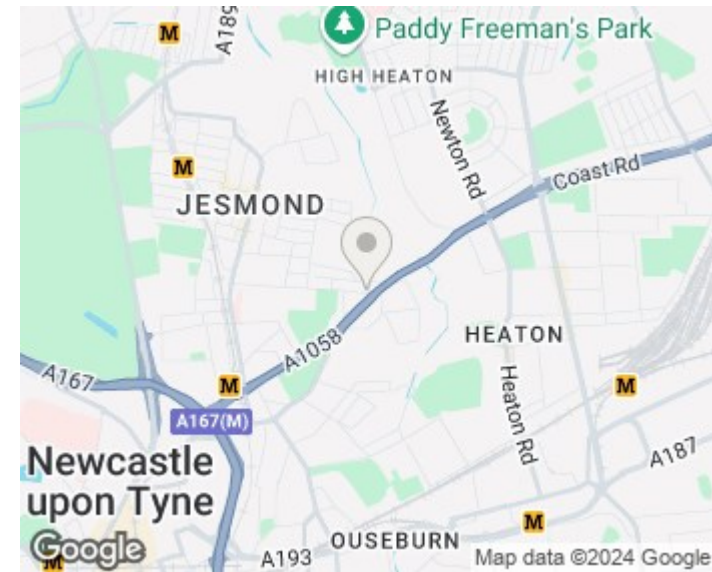 Paddy Freeman's Park
A189
M
HIGH HEATON
Newton Rd
M
Coast Rd
JESMOND
A1058
HEATON
A167
M
M
Heaton Rd
A167(M)
A187
Newcastle
upon Tyne
M
OUSEBURN
Google
M
A193
Map data ©2024 Google